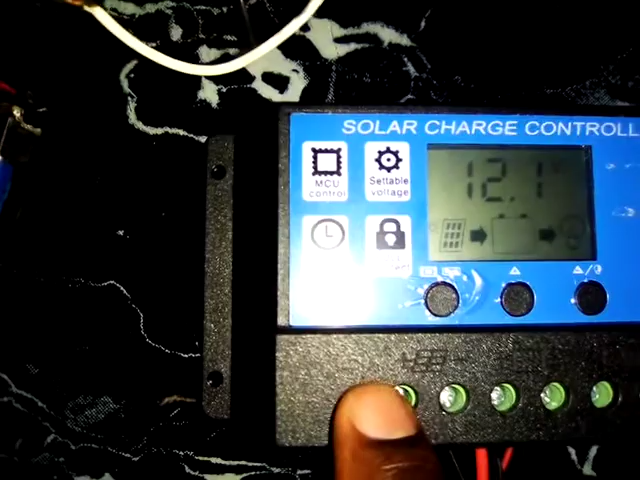 SOLAR CHARGE CONTROLL
MCU
control
Settable
voltage
12.1